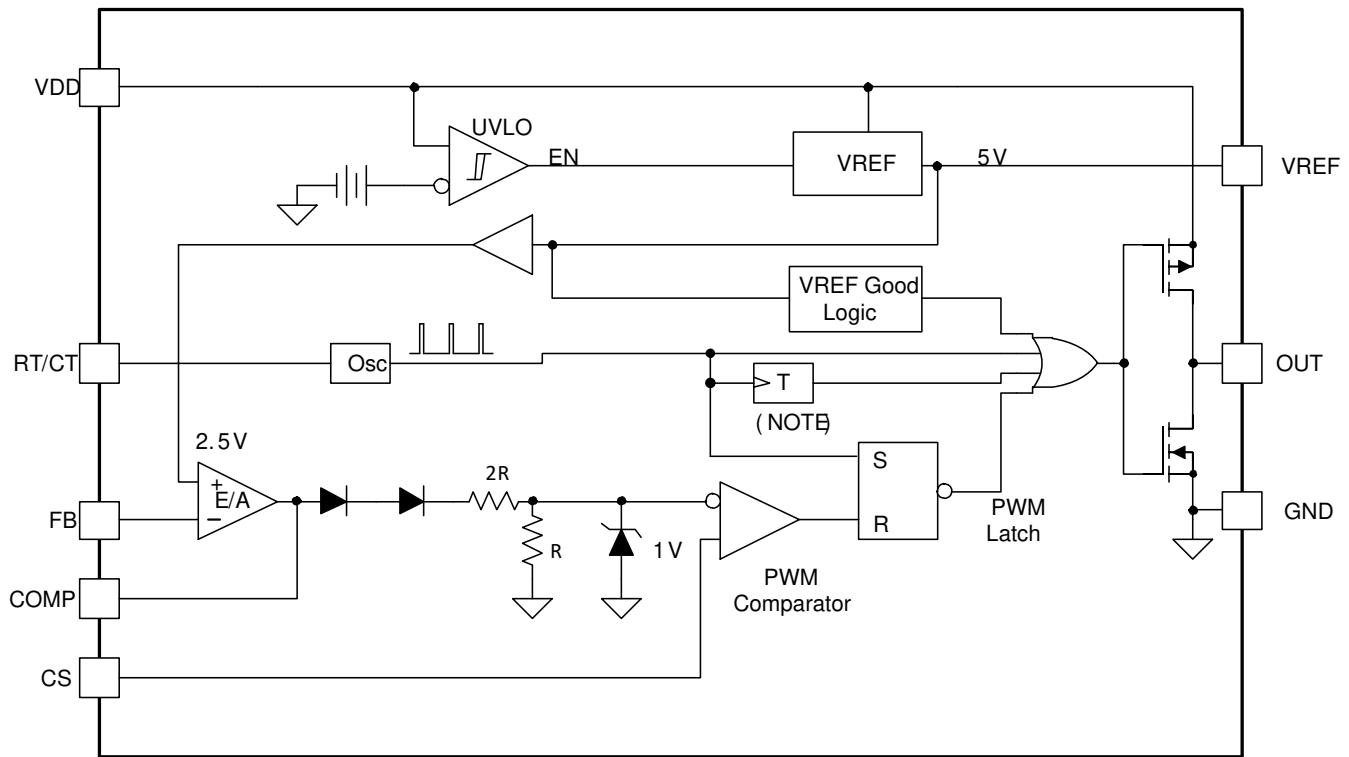 VDD
UVLO
EN
VREF
5V
VREF
VREF Good
Logic
RT/CT
Osc
T
(NOTE)
OUT
2.5V
+
E/A
−
FB
2R
R
1V
S
R
PWM
Latch
GND
COMP
PWM
Comparator
CS